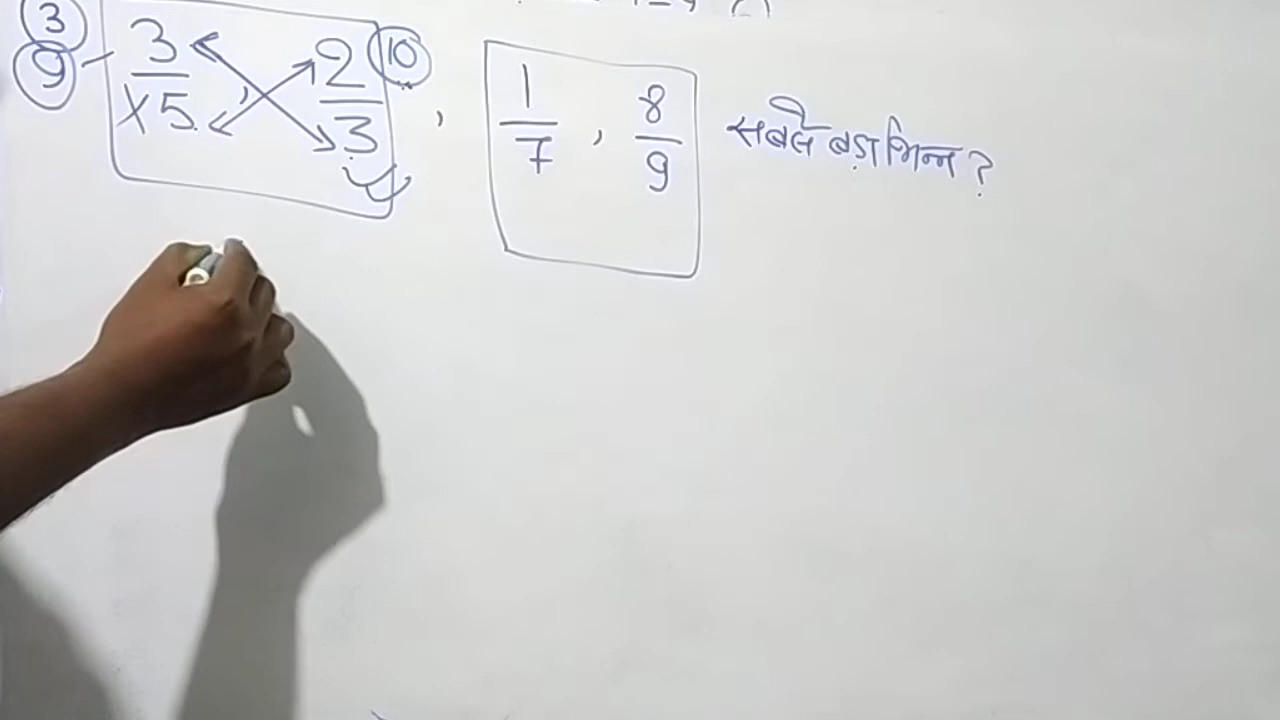 3
9 - 3/5 , 2/3 10 , 1/7 , 8/9 सबसे बड़ा भिन्न ?